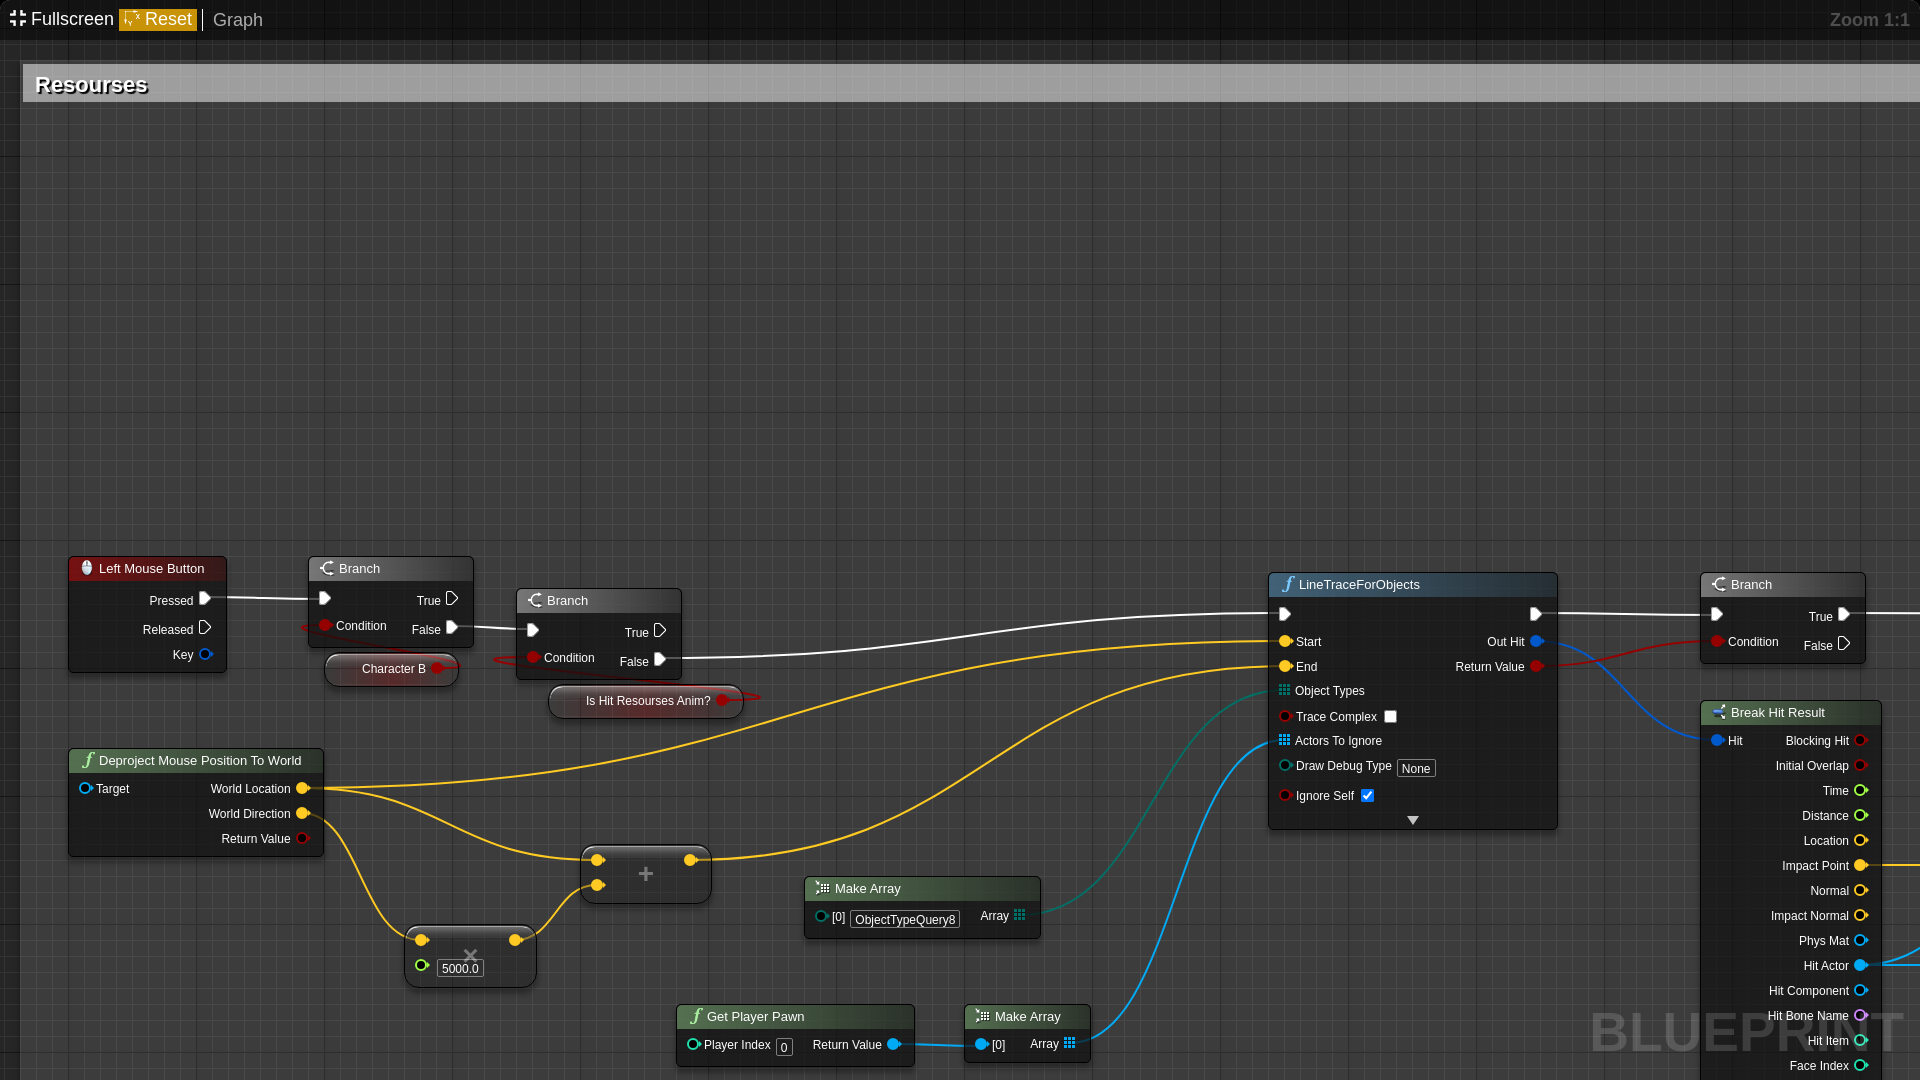 Fullscreen Reset Graph Zoom 1:1
Resourses
Left Mouse Button
Pressed
Released
Key
Branch
True
Condition
False
Character B
Branch
True
Condition
False
Is Hit Resourses Anim?
Deproject Mouse Position To World
Target World Location
World Direction
Return Value
+
×
5000.0
Make Array
[0] ObjectTypeQuery8 Array
Get Player Pawn
Player Index 0 Return Value
Make Array
[0] Array
LineTraceForObjects
Start Out Hit
End Return Value
Object Types
Trace Complex
Actors To Ignore
Draw Debug Type None
Ignore Self
Branch
True
Condition
False
Break Hit Result
Hit Blocking Hit
Initial Overlap
Time
Distance
Location
Impact Point
Normal
Impact Normal
Phys Mat
Hit Actor
Hit Component
Hit Bone Name
Hit Item
Face Index
BLUEPRINT